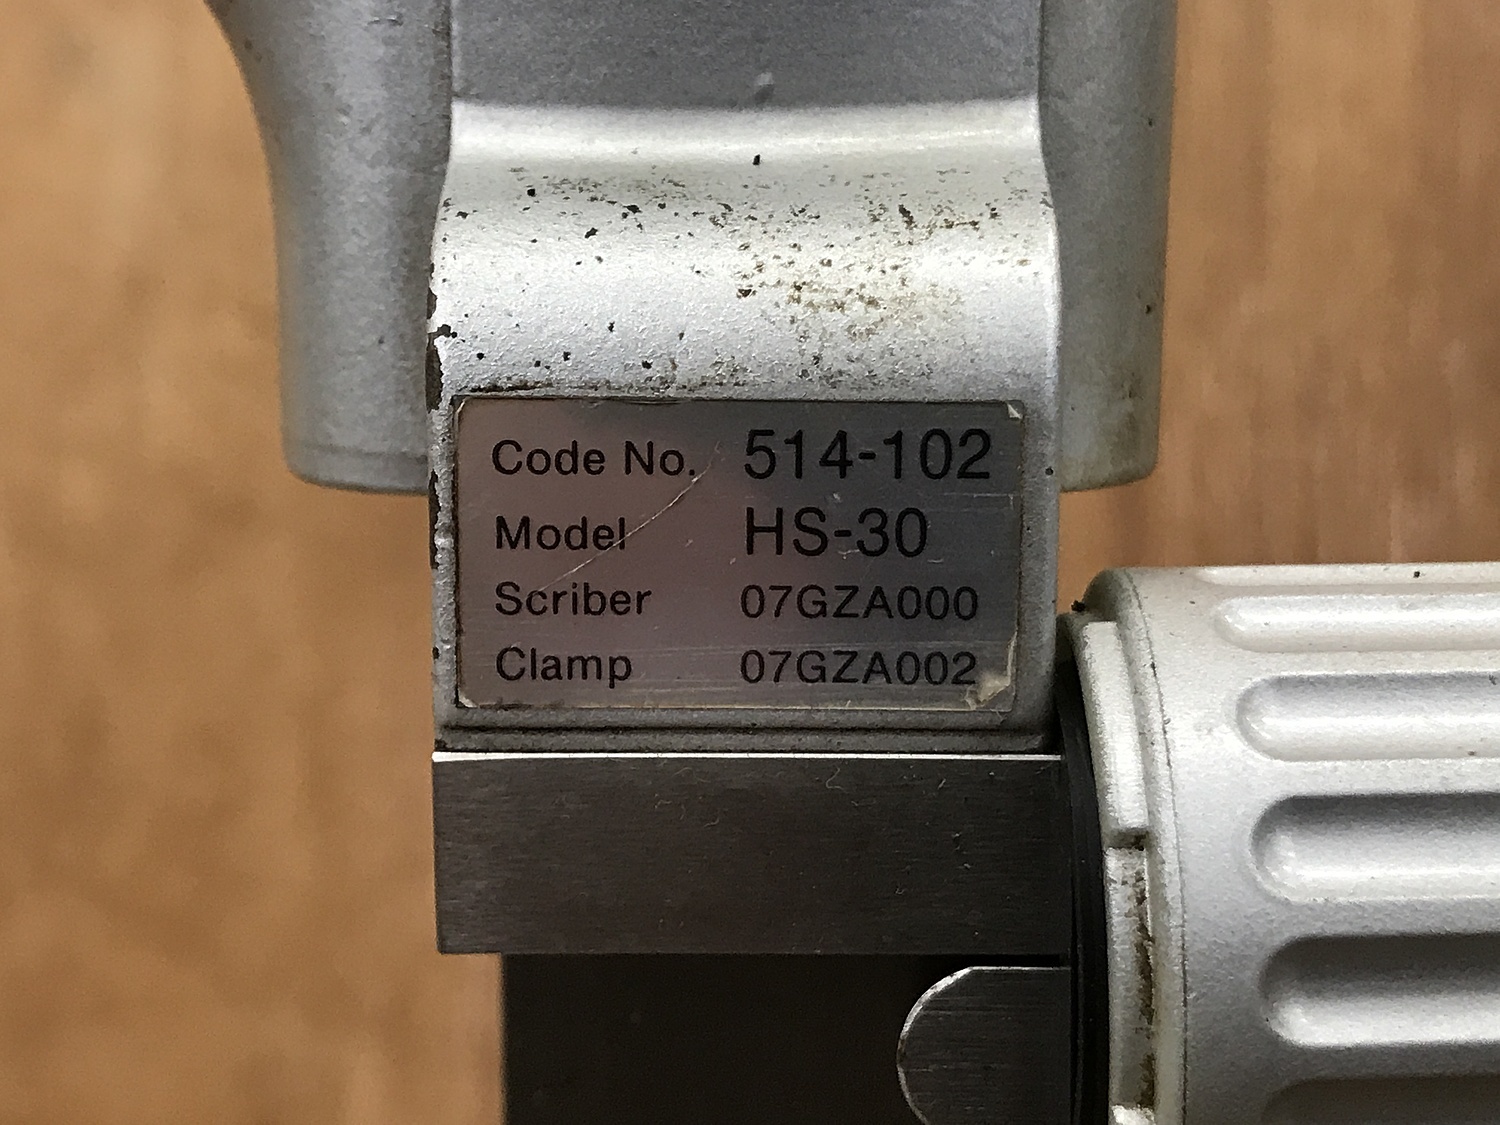 Code No. 514-102
Model HS-30
Scriber 07GZA000
Clamp 07GZA002